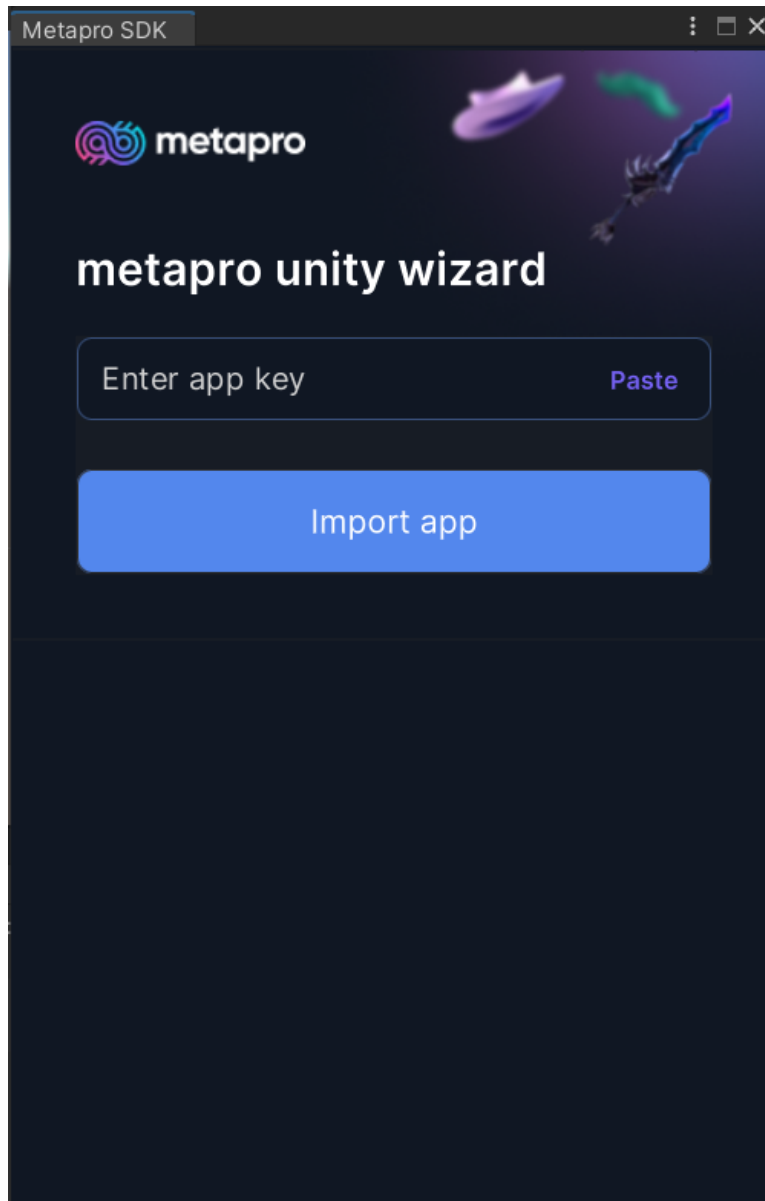 Metapro SDK
metapro
metapro unity wizard
Enter app key
Paste
Import app